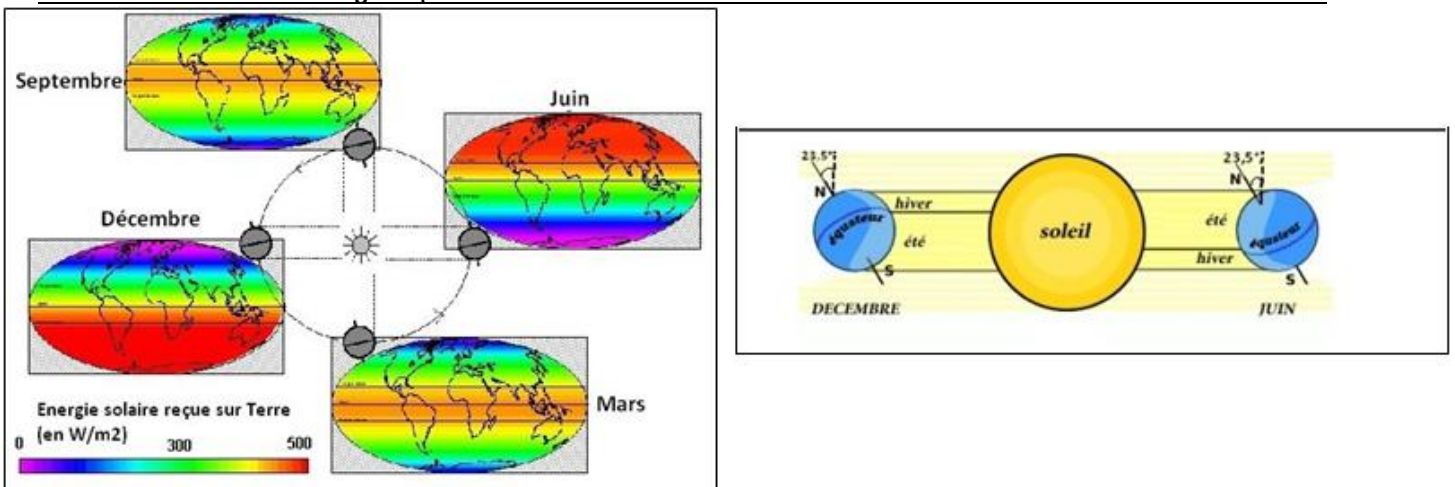 Septembre
Juin
Décembre
Mars
Energie solaire reçue sur Terre
(en W/m2)
0 300 500
23.5°
N
équateur
S
hiver
été
DECEMBRE
soleil
23,5°
N
été
équateur
hiver
S
JUIN